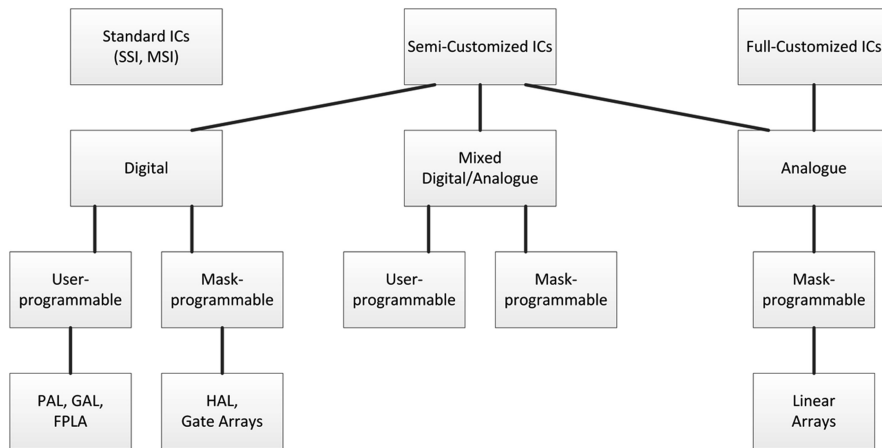 Standard ICs
(SSI, MSI)
Semi-Customized ICs
Full-Customized ICs
Digital
Mixed
Digital/Analogue
Analogue
User-
programmable
Mask-
programmable
User-
programmable
Mask-
programmable
Mask-
programmable
PAL, GAL,
FPLA
HAL,
Gate Arrays
Linear
Arrays